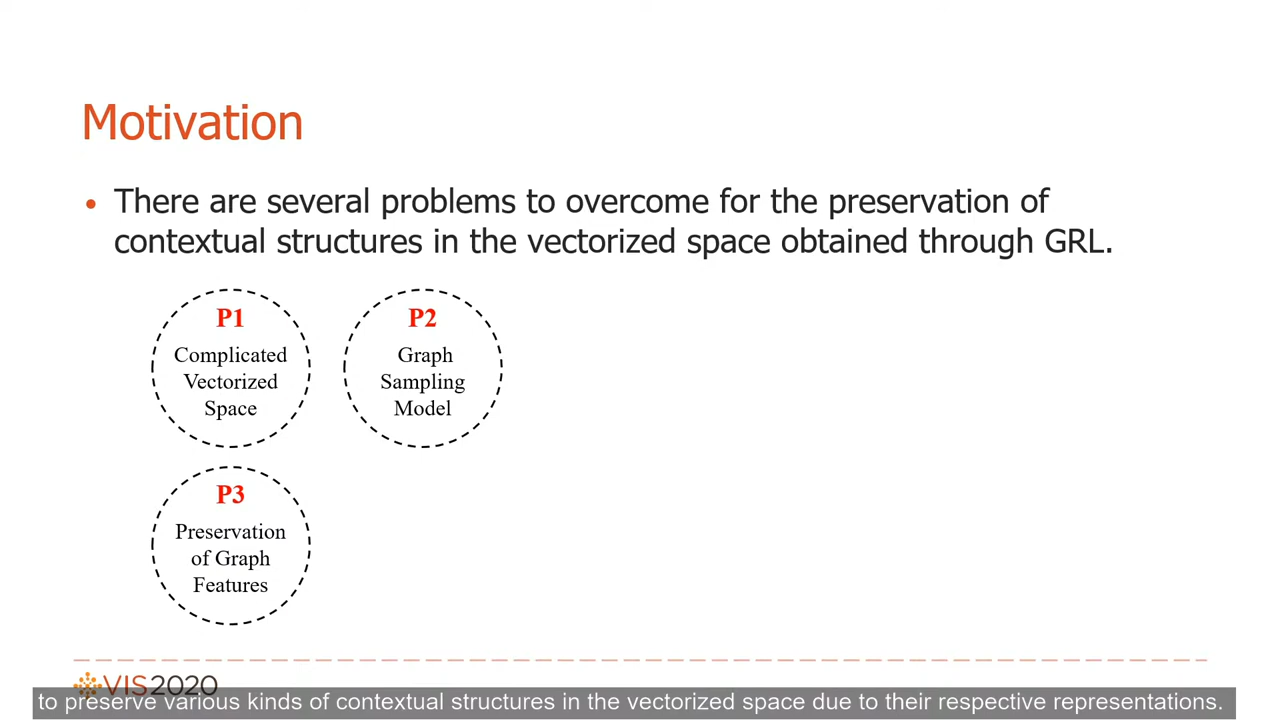 Motivation
• There are several problems to overcome for the preservation of
contextual structures in the vectorized space obtained through GRL.
P1
Complicated
Vectorized
Space
P2
Graph
Sampling
Model
P3
Preservation
of Graph
Features
VIS2020
to preserve various kinds of contextual structures in the vectorized space due to their respective representations.